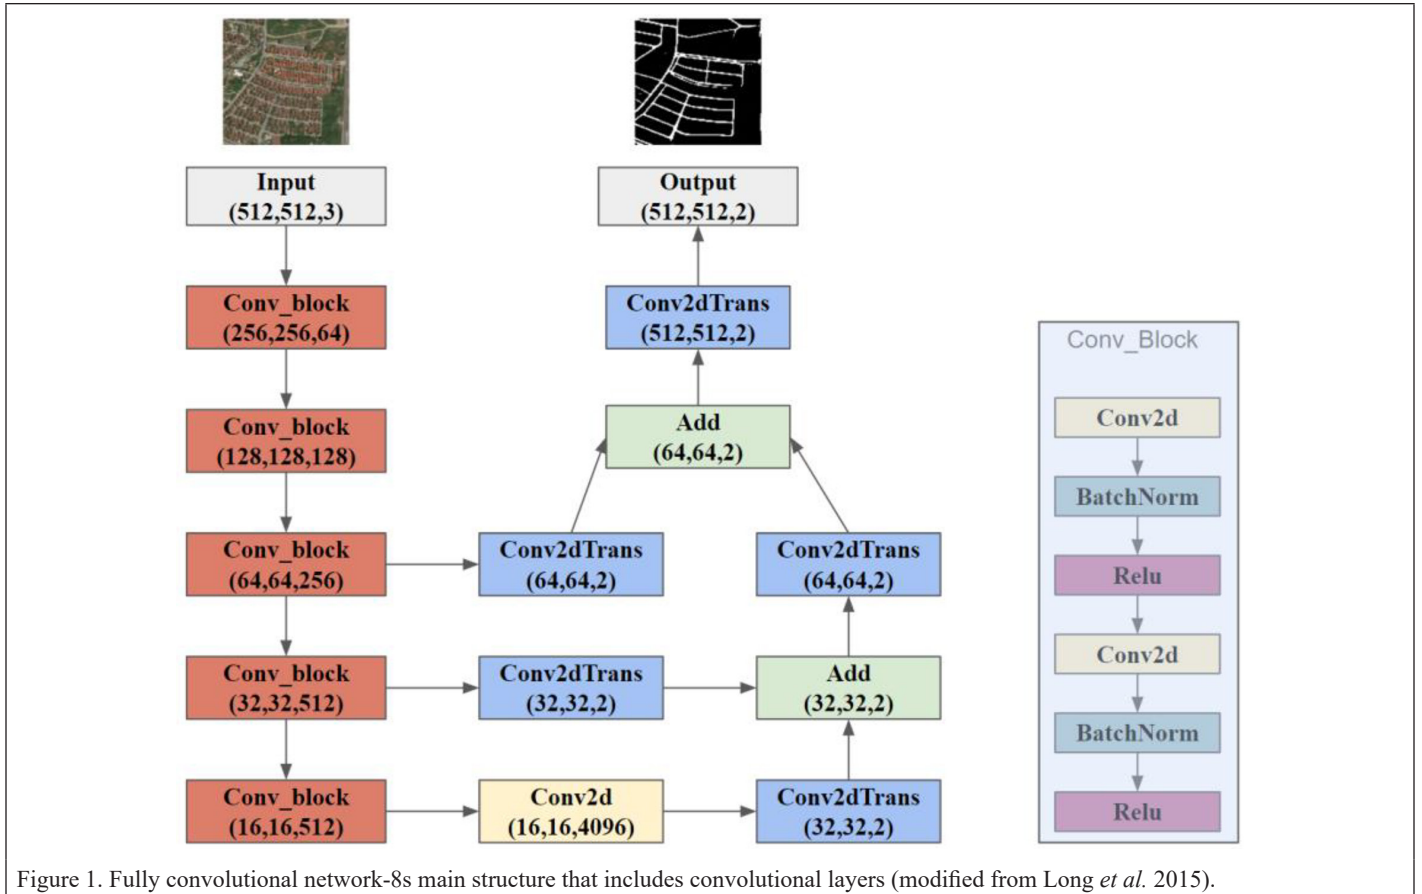 Input
(512,512,3)
Conv_block
(256,256,64)
Conv_block
(128,128,128)
Conv_block
(64,64,256)
Conv_block
(32,32,512)
Conv_block
(16,16,512)
Conv2dTrans
(64,64,2)
Conv2dTrans
(32,32,2)
Conv2d
(16,16,4096)
Output
(512,512,2)
Conv2dTrans
(512,512,2)
Add
(64,64,2)
Conv2dTrans
(64,64,2)
Add
(32,32,2)
Conv2dTrans
(32,32,2)
Conv_Block
Conv2d
BatchNorm
Relu
Conv2d
BatchNorm
Relu
Figure 1. Fully convolutional network-8s main structure that includes convolutional layers (modified from Long et al. 2015).